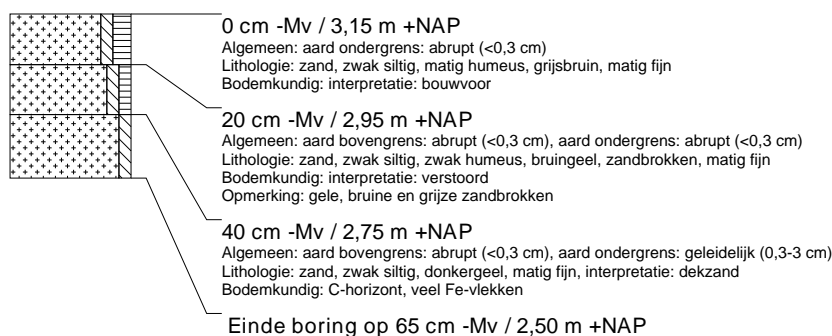 0 cm -Mv / 3,15 m +NAP
Algemeen: aard ondergrens: abrupt (<0,3 cm)
Lithologie: zand, zwak siltig, matig humeus, grijsbruin, matig fijn
Bodemkundig: interpretatie: bouwvoor
20 cm -Mv / 2,95 m +NAP
Algemeen: aard bovengrens: abrupt (<0,3 cm), aard ondergrens: abrupt (<0,3 cm)
Lithologie: zand, zwak siltig, zwak humeus, bruingeel, zandbrokken, matig fijn
Bodemkundig: interpretatie: verstoord
Opmerking: gele, bruine en grijze zandbrokken
40 cm -Mv / 2,75 m +NAP
Algemeen: aard bovengrens: abrupt (<0,3 cm), aard ondergrens: geleidelijk (0,3-3 cm)
Lithologie: zand, zwak siltig, donkergeel, matig fijn, interpretatie: dekzand
Bodemkundig: C-horizont, veel Fe-vlekken
Einde boring op 65 cm -Mv / 2,50 m +NAP